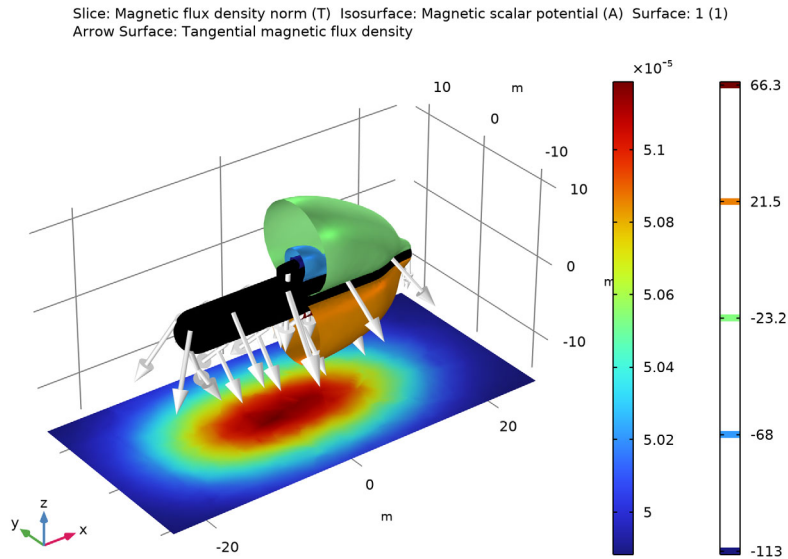 Slice: Magnetic flux density norm (T) Isosurface: Magnetic scalar potential (A) Surface: 1 (1)
Arrow Surface: Tangential magnetic flux density
×10⁻⁵
10
m
0
-10
10
0
m
-10
20
0
m
-20
z
y
x
5.1
5.08
5.06
5.04
5.02
5
66.3
21.5
-23.2
-68
-113